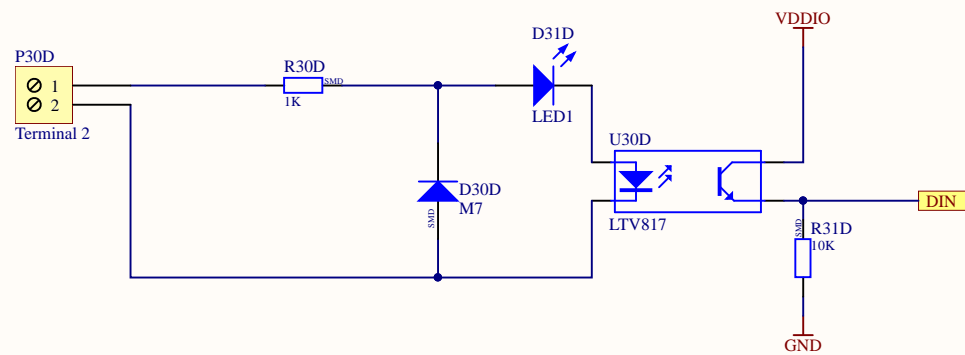 VDDIO
D31D
P30D
R30D
SMD
1
1K
2
LED1
Terminal 2
U30D
D30D
M7
SMD
DIN
LTV817
SMD
R31D
10K
GND